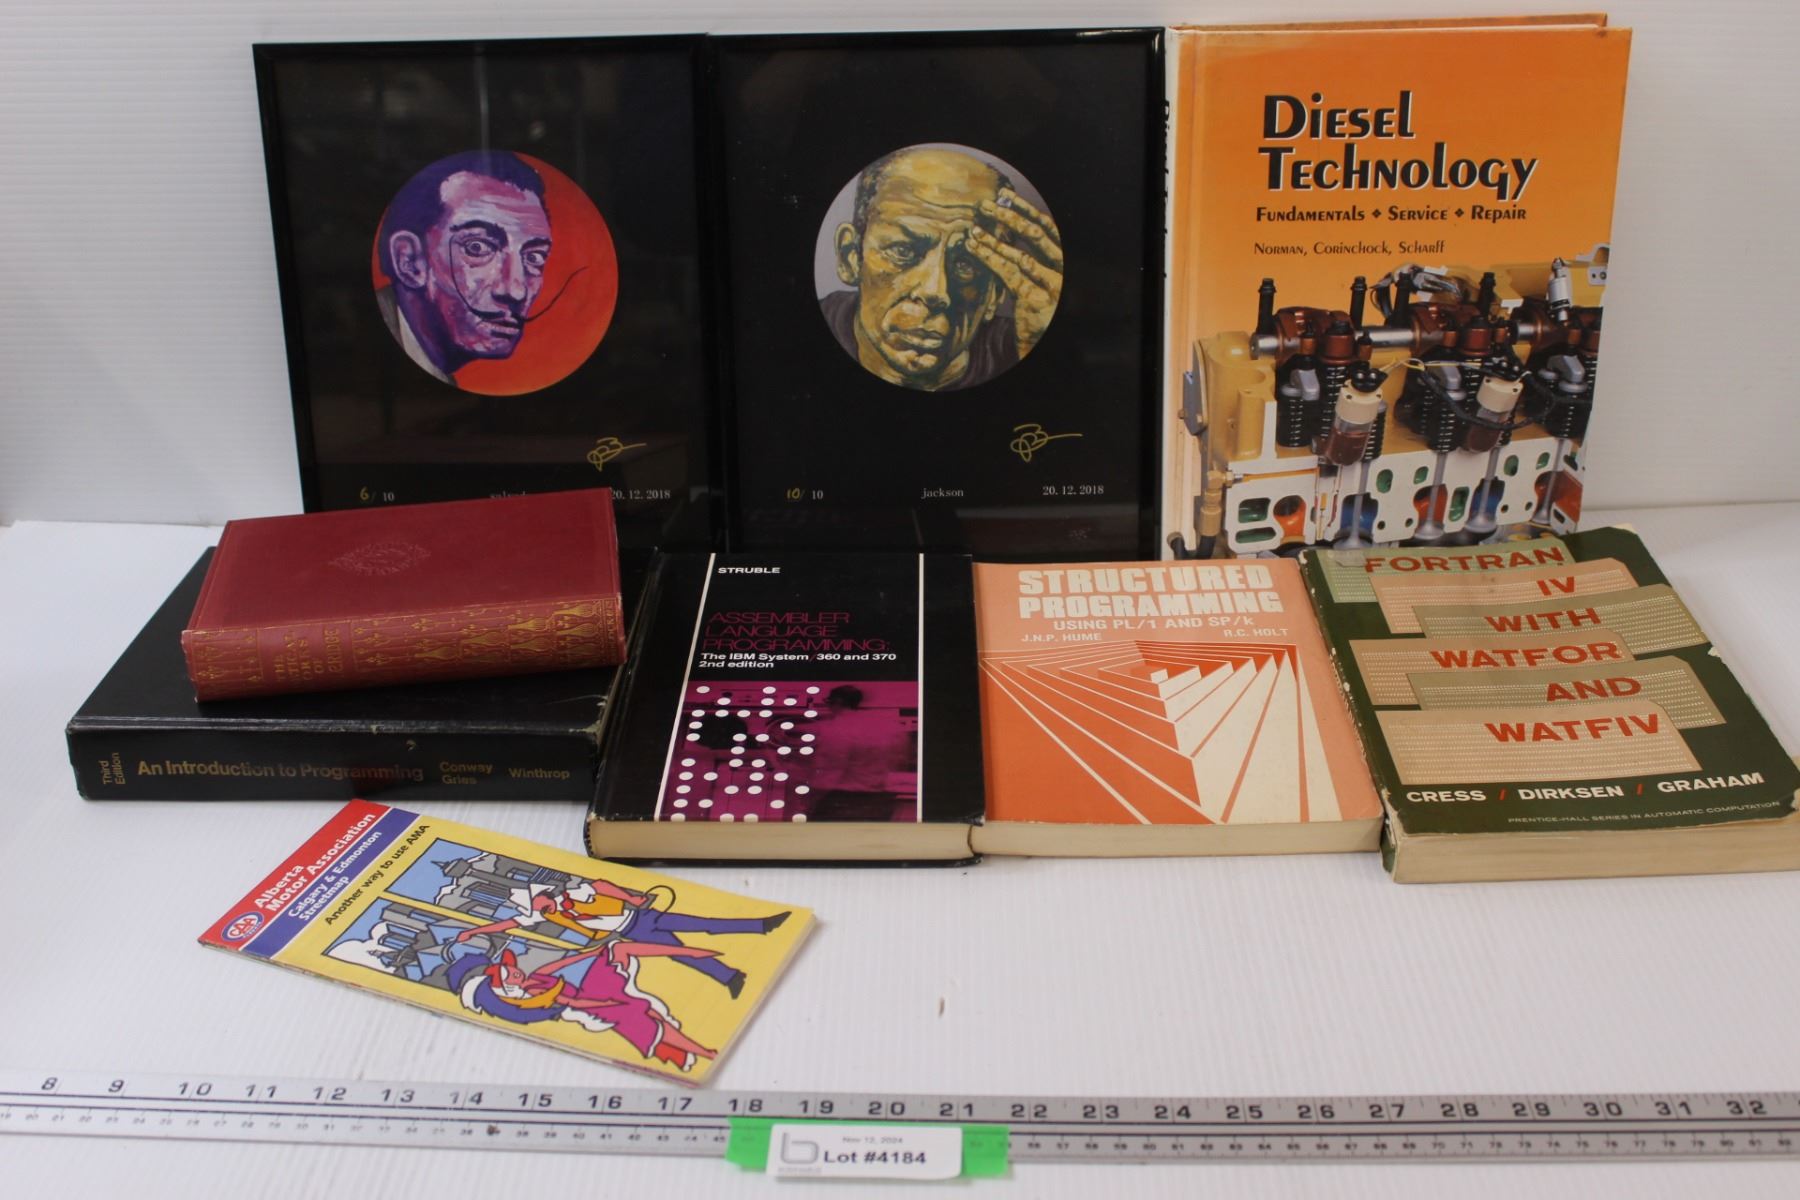 6/ 10
20. 12. 2018
10/ 10
jackson
20. 12. 2018
Diesel
Technology
Fundamentals ❖ Service ❖ Repair
Norman, Corinchock, Scharff
THE
POETICAL
WORKS
OF
Third
Edition
An Introduction to Programming
Conway
Gries
Winthrop
STRUBLE
ASSEMBLER
LANGUAGE
PROGRAMMING:
The IBM System/360 and 370
2nd edition
STRUCTURED
PROGRAMMING
USING PL/1 AND SP/k
J.N.P. HUME R.C. HOLT
FORTRAN
IV
WITH
WATFOR
AND
WATFIV
CRESS / DIRKSEN / GRAHAM
PRENTICE-HALL SERIES IN AUTOMATIC COMPUTATION
CAA
Alberta
Motor Association
Calgary & Edmonton
Streetmap
Another way to use AMA
8 9 10 11 12 13 14 15 16 17 18 19 20 21 22 23 24 25 26 27 28 29 30 31 32
Nov 12, 2024
Lot #4184